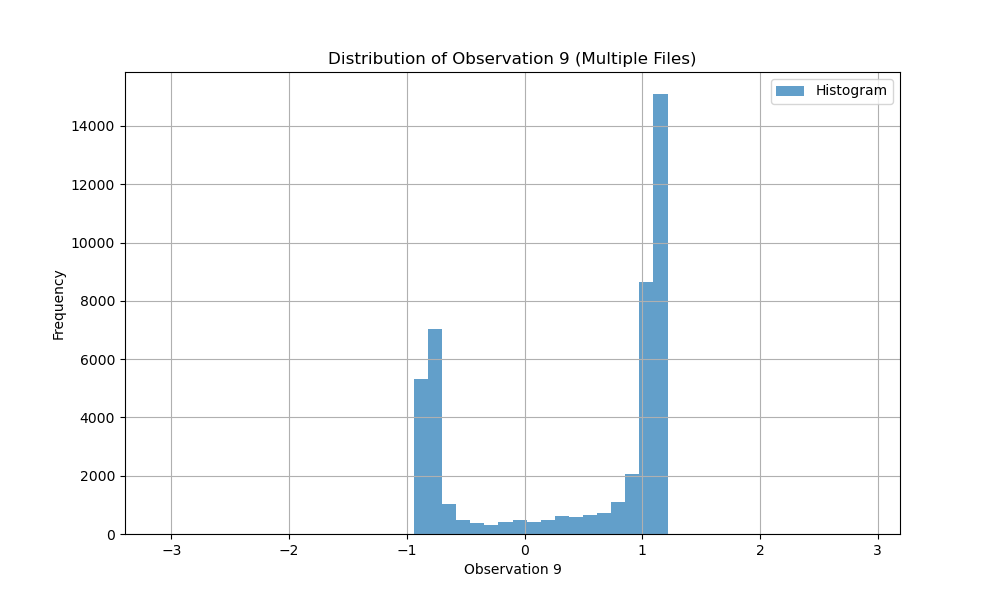 Distribution of Observation 9 (Multiple Files)
Histogram
14000
12000
10000
8000
6000
4000
2000
0
Frequency
−3 −2 −1 0 1 2 3
Observation 9